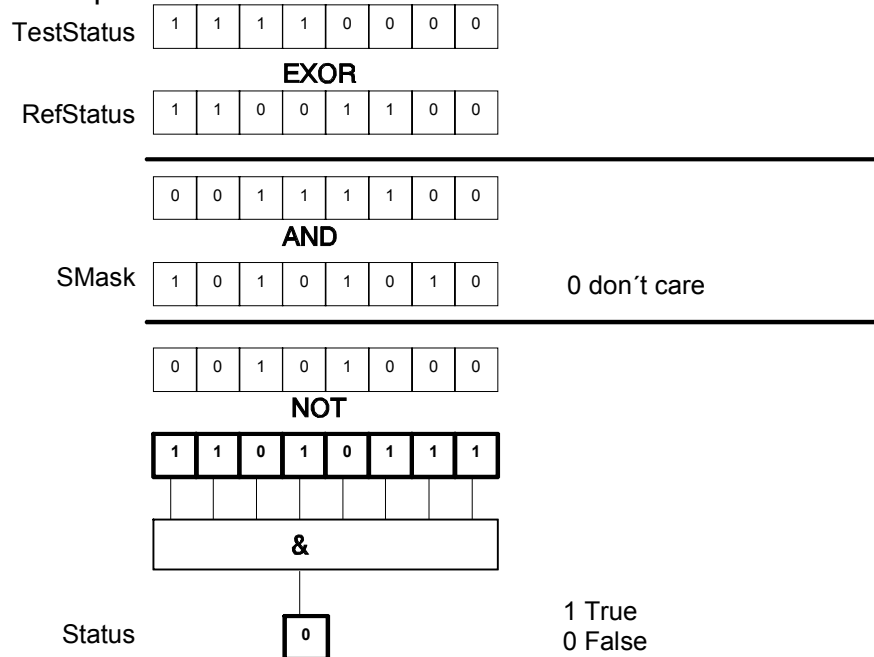 TestStatus 1 1 1 1 0 0 0 0
EXOR
RefStatus 1 1 0 0 1 1 0 0
0 0 1 1 1 1 0 0
AND
SMask 1 0 1 0 1 0 1 0 0 don´t care
0 0 1 0 1 0 0 0
NOT
1 1 0 1 0 1 1 1
&
1 True
Status 0
0 False